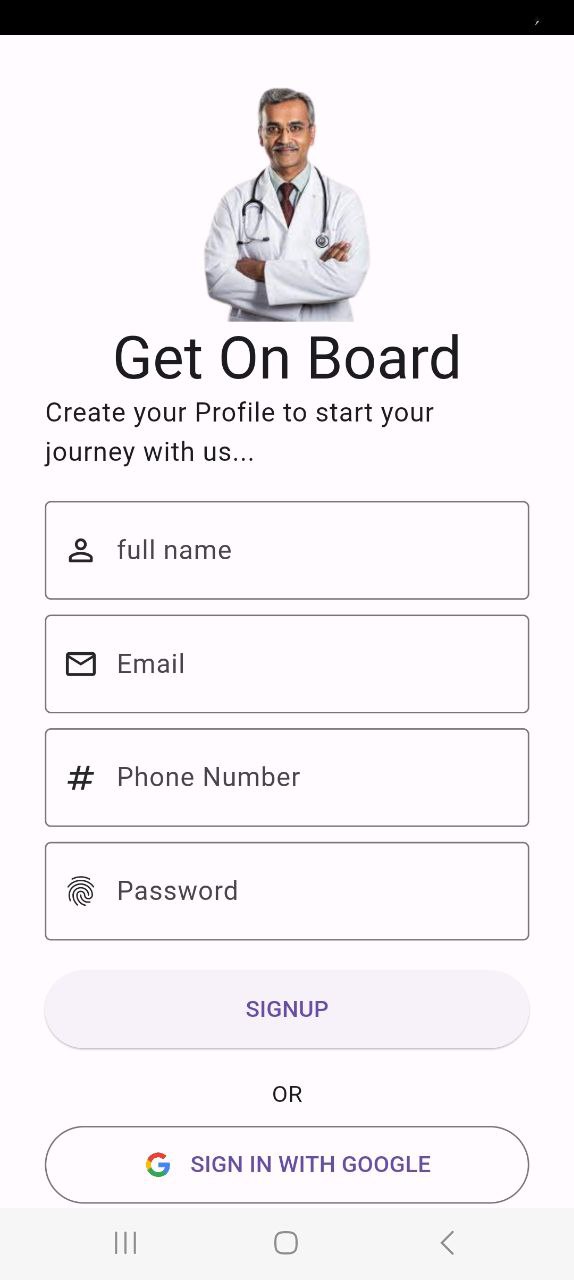 Get On Board
Create your Profile to start your
journey with us...
full name
Email
# Phone Number
Password
SIGNUP
OR
SIGN IN WITH GOOGLE